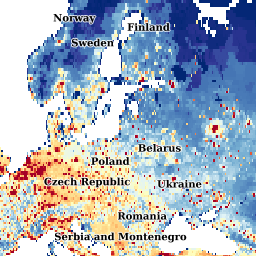 Norway
Finland
Sweden
Belarus
Poland
Czech Republic
Ukraine
Romania
Serbia and Montenegro